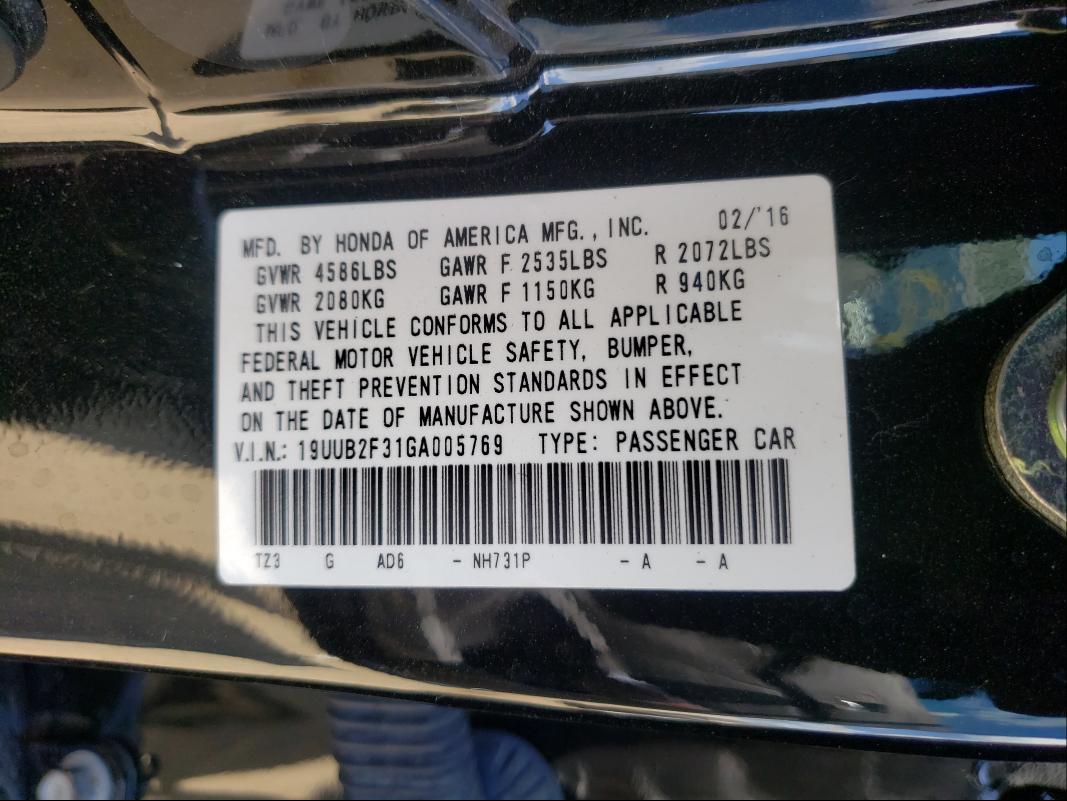 MFD. BY HONDA OF AMERICA MFG., INC. 02/'16
GVWR 4586LBS GAWR F 2535LBS R 2072LBS
GVWR 2080KG GAWR F 1150KG R 940KG
THIS VEHICLE CONFORMS TO ALL APPLICABLE
FEDERAL MOTOR VEHICLE SAFETY, BUMPER,
AND THEFT PREVENTION STANDARDS IN EFFECT
ON THE DATE OF MANUFACTURE SHOWN ABOVE.
V.I.N.: 19UUB2F31GA005769 TYPE: PASSENGER CAR
TZ3 G AD6 - NH731P - A - A